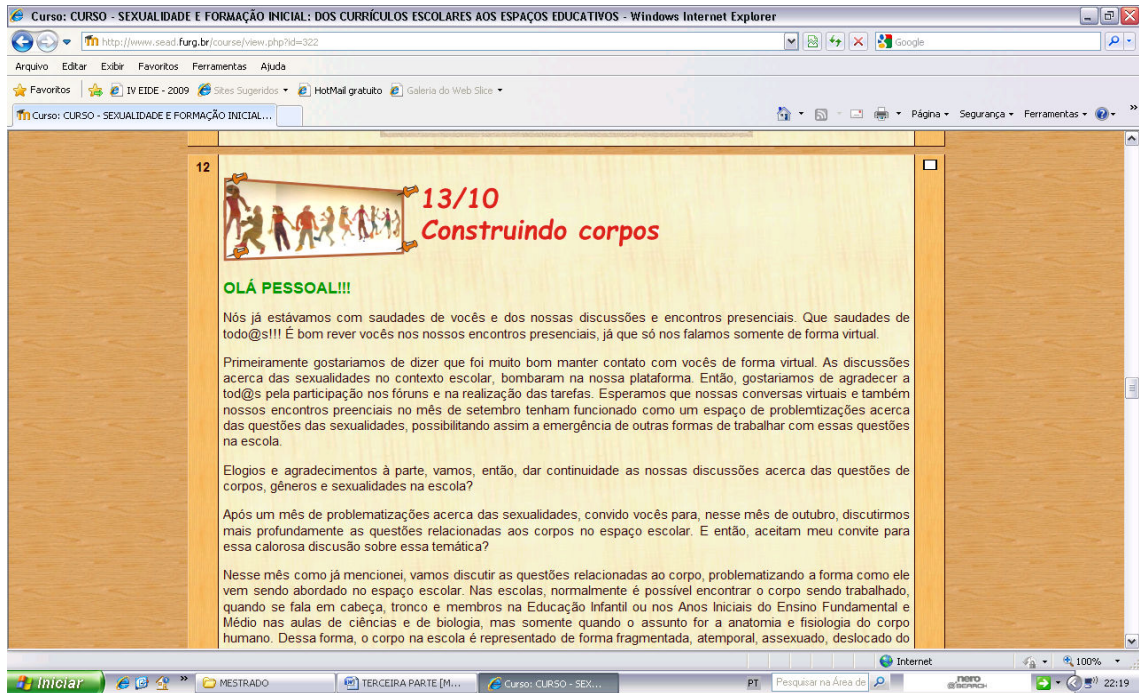 Curso: CURSO - SEXUALIDADE E FORMAÇÃO INICIAL: DOS CURRÍCULOS ESCOLARES AOS ESPAÇOS EDUCATIVOS - Windows Internet Explorer
http://www.sead.furg.br/course/view.php?id=322
Google
Arquivo Editar Exibir Favoritos Ferramentas Ajuda
Favoritos IV EIDE - 2009 Sites Sugeridos HotMail gratuito Galeria do Web Slice
Curso: CURSO - SEXUALIDADE E FORMAÇÃO INICIAL... Página Segurança Ferramentas
12
13/10
Construindo corpos
OLÁ PESSOAL!!!
Nós já estávamos com saudades de vocês e dos nossas discussões e encontros presenciais. Que saudades de
todo@s!!! É bom rever vocês nos nossos encontros presenciais, já que só nos falamos somente de forma virtual.
Primeiramente gostariamos de dizer que foi muito bom manter contato com vocês de forma virtual. As discussões
acerca das sexualidades no contexto escolar, bombaram na nossa plataforma. Então, gostariamos de agradecer a
tod@s pela participação nos fóruns e na realização das tarefas. Esperamos que nossas conversas virtuais e também
nossos encontros preenciais no mês de setembro tenham funcionado como um espaço de problemtizações acerca
das questões das sexualidades, possibilitando assim a emergência de outras formas de trabalhar com essas questões
na escola.
Elogios e agradecimentos à parte, vamos, então, dar continuidade as nossas discussões acerca das questões de
corpos, gêneros e sexualidades na escola?
Após um mês de problematizações acerca das sexualidades, convido vocês para, nesse mês de outubro, discutirmos
mais profundamente as questões relacionadas aos corpos no espaço escolar. E então, aceitam meu convite para
essa calorosa discusão sobre essa temática?
Nesse mês como já mencionei, vamos discutir as questões relacionadas ao corpo, problematizando a forma como ele
vem sendo abordado no espaço escolar. Nas escolas, normalmente é possível encontrar o corpo sendo trabalhado,
quando se fala em cabeça, tronco e membros na Educação Infantil ou nos Anos Iniciais do Ensino Fundamental e
Médio nas aulas de ciências e de biologia, mas somente quando o assunto for a anatomia e fisiologia do corpo
humano. Dessa forma, o corpo na escola é representado de forma fragmentada, atemporal, assexuado, deslocado do
Internet 100%
Iniciar MESTRADO TERCEIRA PARTE [M... Curso: CURSO - SEX... PT Pesquisar na Área de nero SEARCH 22:19